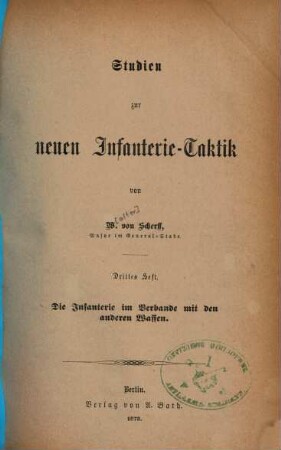 Studien
zur
neuen Infanterie-Taktik
von
W. von Scherff,
Major im General-Stabe.
Drittes Heft.
Die Infanterie im Verbande mit den
anderen Waffen.
Berlin.
Verlag von A. Bath.